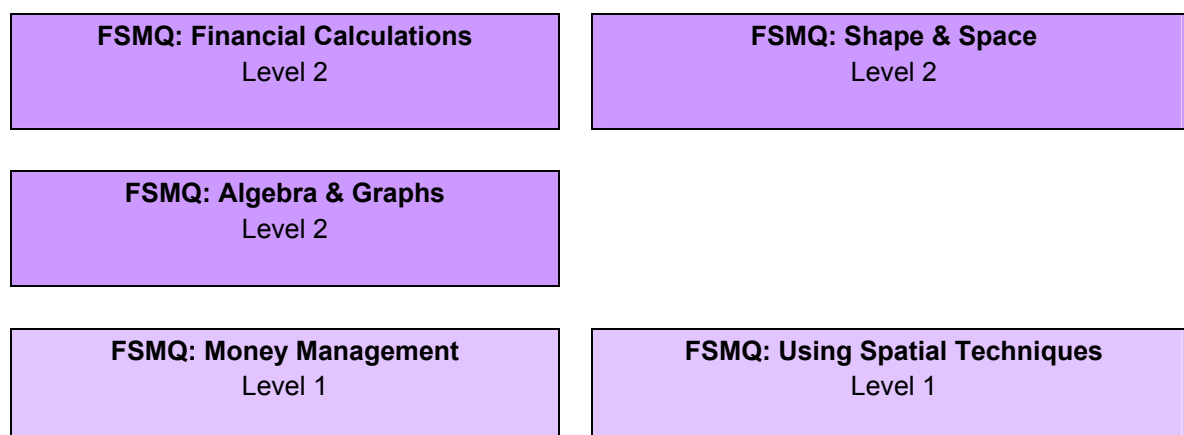 FSMQ: Financial Calculations
Level 2
FSMQ: Shape & Space
Level 2
FSMQ: Algebra & Graphs
Level 2
FSMQ: Money Management
Level 1
FSMQ: Using Spatial Techniques
Level 1